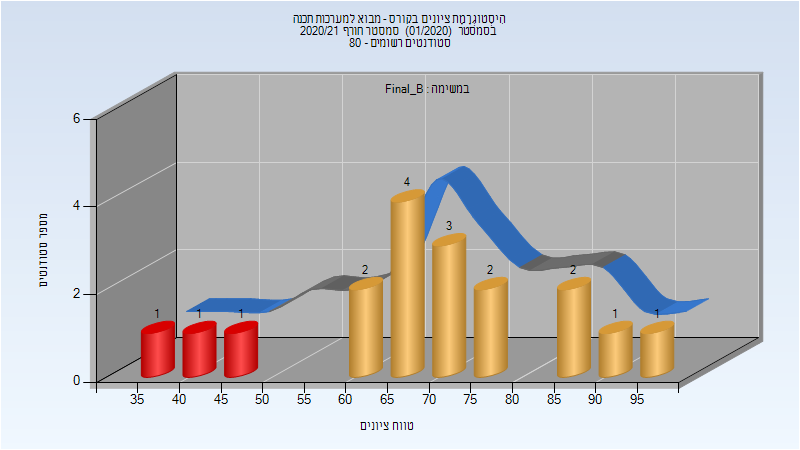 היסטוגרמת ציונים בקורס - מבוא למערכות תכנה
בסמסטר (01/2020) סמסטר חורף 2020/21
סטודנטים רשומים - 80
במשימה : Final_B
מספר סטודנטים
6
4
2
0
1
1
1
2
4
3
2
2
1
1
35 40 45 50 55 60 65 70 75 80 85 90 95
טווח ציונים